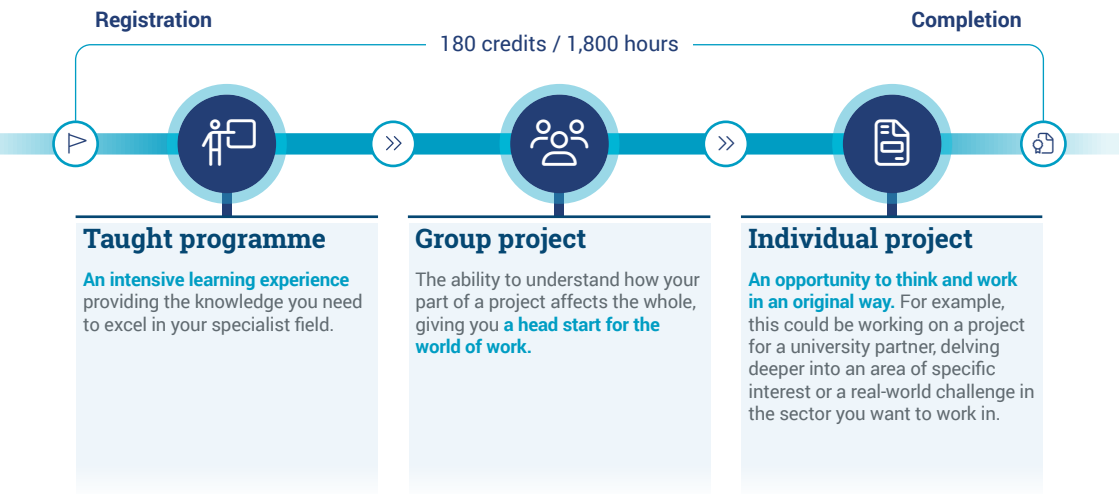 Registration
Completion
180 credits / 1,800 hours
Taught programme
An intensive learning experience
providing the knowledge you need
to excel in your specialist field.
Group project
The ability to understand how your
part of a project affects the whole,
giving you a head start for the
world of work.
Individual project
An opportunity to think and work
in an original way. For example,
this could be working on a project
for a university partner, delving
deeper into an area of specific
interest or a real-world challenge in
the sector you want to work in.